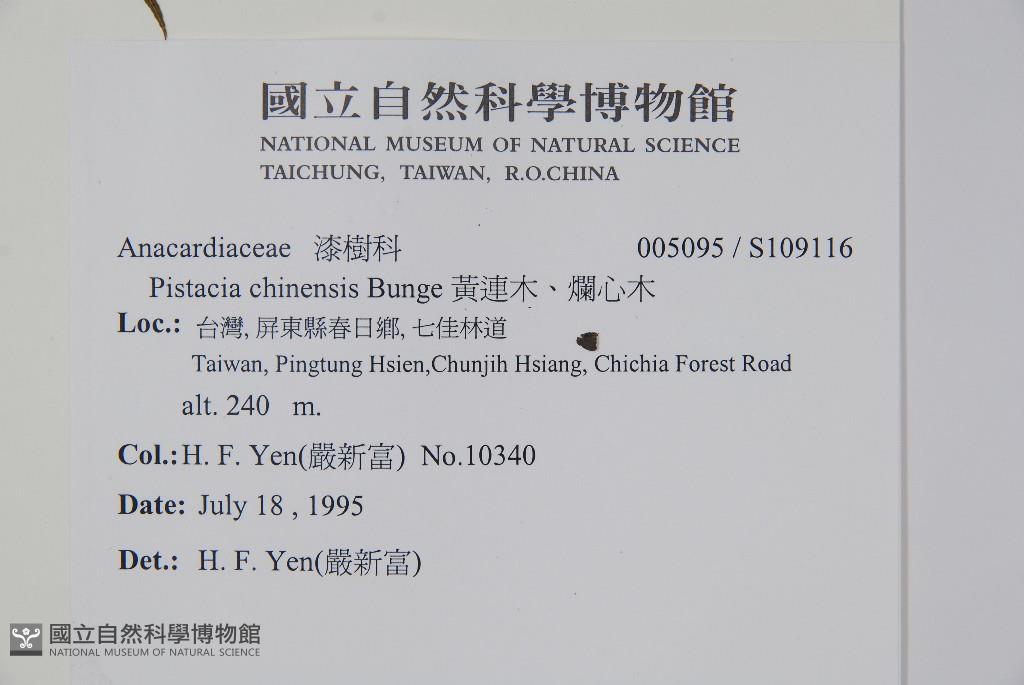 國立自然科學博物館
NATIONAL MUSEUM OF NATURAL SCIENCE
TAICHUNG, TAIWAN, R.O.CHINA
Anacardiaceae 漆樹科 005095 / S109116
Pistacia chinensis Bunge 黃連木、爛心木
Loc.: 台灣, 屏東縣春日鄉, 七佳林道
Taiwan, Pingtung Hsien,Chunjih Hsiang, Chichia Forest Road
alt. 240 m.
Col.:H. F. Yen(嚴新富) No.10340
Date: July 18 , 1995
Det.: H. F. Yen(嚴新富)
國立自然科學博物館
NATIONAL MUSEUM OF NATURAL SCIENCE